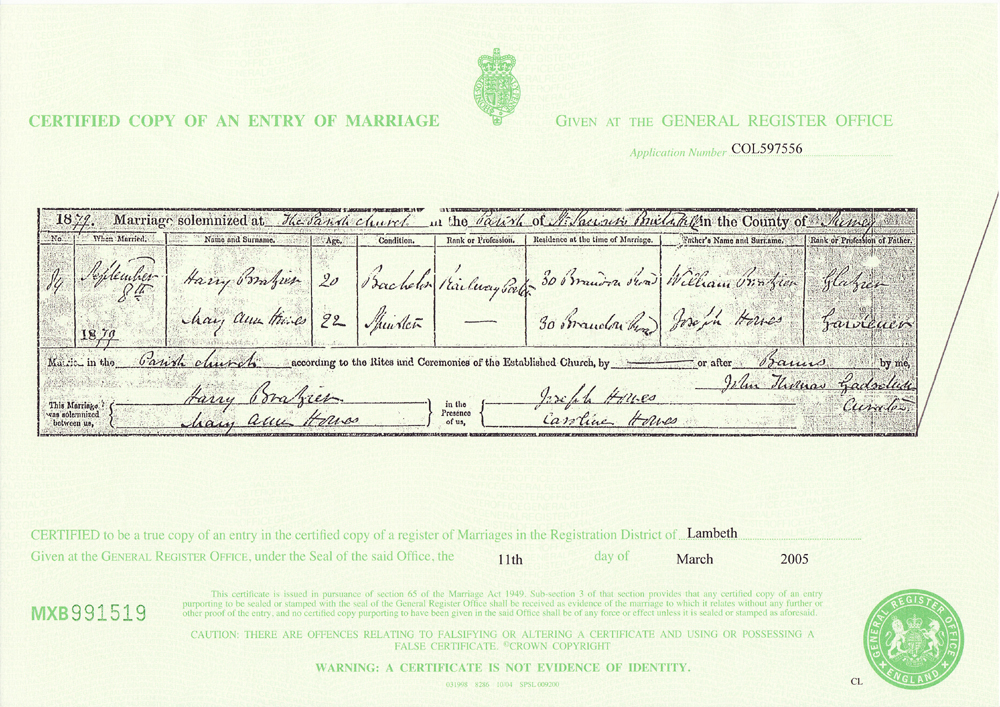 CERTIFIED COPY OF AN ENTRY OF MARRIAGE
GIVEN AT THE GENERAL REGISTER OFFICE
Application Number COL597556
1879. Marriage solemnized at The Parish church in the Parish of St. in the County of Surrey
No When Married. Name and Surname. Age. Condition. Rank or Profession. Residence at the time of Marriage. Father's Name and Surname. Rank or Profession of Father.
September 8th 1879
Harry Brazier 20 Bachelor Railway Porter 30 Brandon Road William Brazier Glazier
Mary Ann Howes 22 Spinster — 30 Brandon Road Joseph Howes Gardener
Married in the Parish church according to the Rites and Ceremonies of the Established Church, by ——— or after Banns by me,
John Thomas
Curate
This Marriage was solemnized between us,
Harry Brazier
Mary Ann Howes
in the Presence of us,
Joseph Howes
Caroline Howes
CERTIFIED to be a true copy of an entry in the certified copy of a register of Marriages in the Registration District of Lambeth
Given at the GENERAL REGISTER OFFICE, under the Seal of the said Office, the 11th day of March 2005
MXB991519
This certificate is issued in pursuance of section 65 of the Marriage Act 1949. Sub-section 3 of that section provides that any certified copy of an entry
purporting to be sealed or stamped with the seal of the General Register Office shall be received as evidence of the marriage to which it relates without any further or
other proof of the entry, and no certified copy purporting to have been given in the said Office shall be of any force or effect unless it is sealed or stamped as aforesaid.
CAUTION: THERE ARE OFFENCES RELATING TO FALSIFYING OR ALTERING A CERTIFICATE AND USING OR POSSESSING A
FALSE CERTIFICATE. ©CROWN COPYRIGHT
WARNING: A CERTIFICATE IS NOT EVIDENCE OF IDENTITY.
031998 8286 10/04 SPSL 009200
GENERAL REGISTER OFFICE
ENGLAND
CL